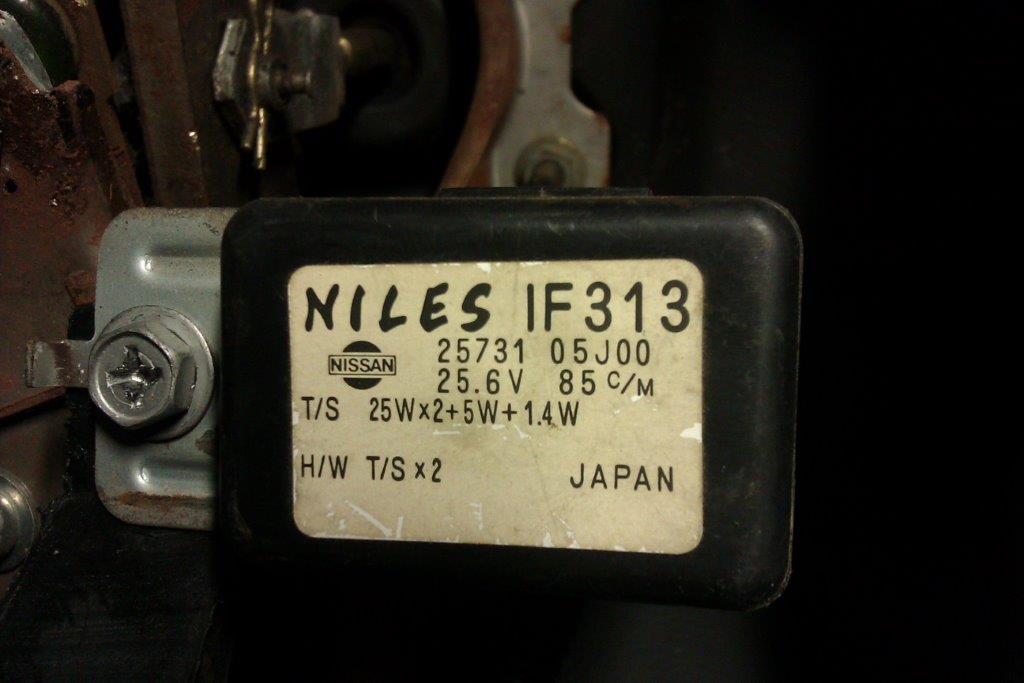 NILES IF313
NISSAN
25731 05J00
25.6V 85 C/M
T/S 25W×2+5W+1.4W
H/W T/S×2
JAPAN